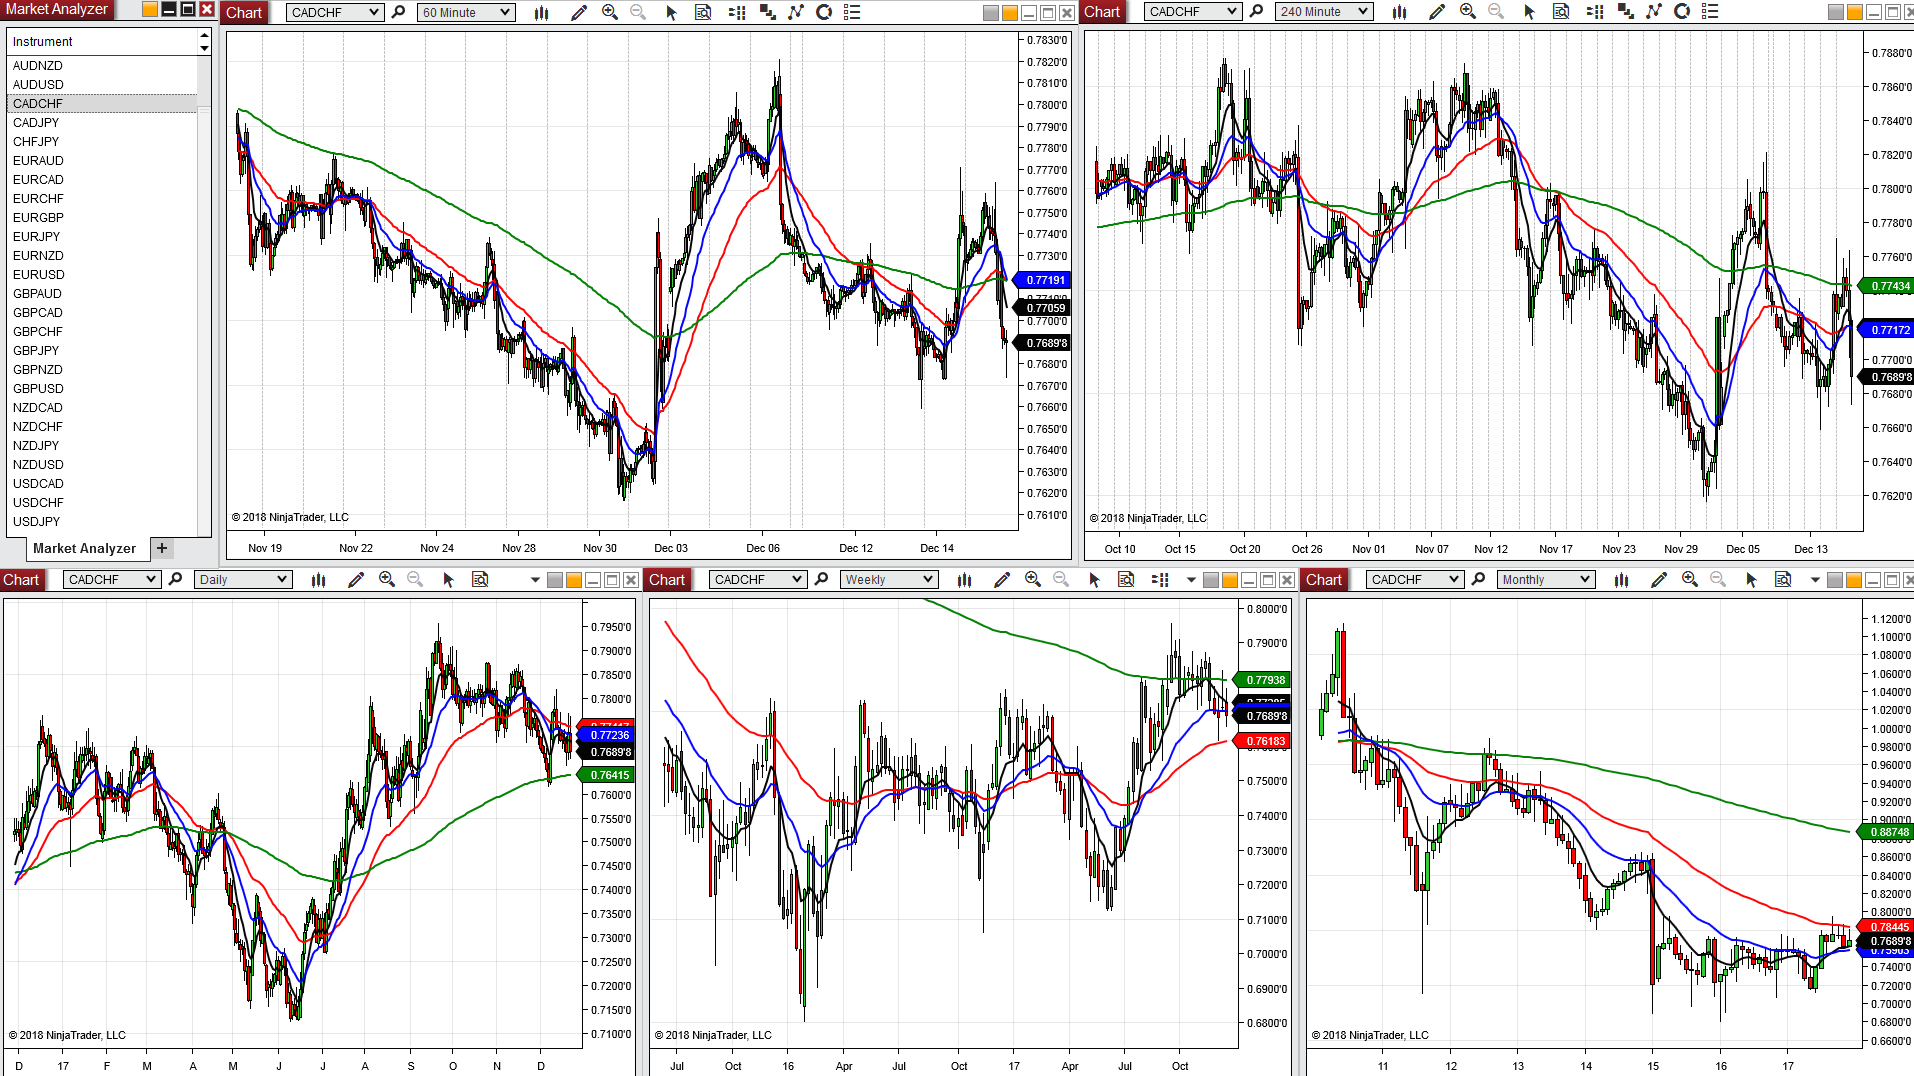 Market Analyzer
Instrument
AUDNZD
AUDUSD
CADCHF
CADJPY
CHFJPY
EURAUD
EURCAD
EURCHF
EURGBP
EURJPY
EURNZD
EURUSD
GBPAUD
GBPCAD
GBPCHF
GBPJPY
GBPNZD
GBPUSD
NZDCAD
NZDCHF
NZDJPY
NZDUSD
USDCAD
USDCHF
USDJPY
Market Analyzer +
Chart CADCHF 60 Minute
0.7830'0
0.7820'0
0.7810'0
0.7800'0
0.7790'0
0.7780'0
0.7770'0
0.7760'0
0.7750'0
0.7740'0
0.7730'0
0.77191
0.7710'0
0.77059
0.7700'0
0.7689'8
0.7680'0
0.7670'0
0.7660'0
0.7650'0
0.7640'0
0.7630'0
0.7620'0
0.7610'0
© 2018 NinjaTrader, LLC
Nov 19 Nov 22 Nov 24 Nov 28 Nov 30 Dec 03 Dec 06 Dec 12 Dec 14
Chart CADCHF 240 Minute
0.7880'0
0.7860'0
0.7840'0
0.7820'0
0.7800'0
0.7780'0
0.7760'0
0.77434
0.77172
0.7700'0
0.7689'8
0.7680'0
0.7660'0
0.7640'0
0.7620'0
© 2018 NinjaTrader, LLC
Oct 10 Oct 15 Oct 20 Oct 26 Nov 01 Nov 07 Nov 12 Nov 17 Nov 23 Nov 29 Dec 05 Dec 13
Chart CADCHF Daily
0.7950'0
0.7900'0
0.7850'0
0.7800'0
0.77236
0.7689'8
0.76415
0.7600'0
0.7550'0
0.7500'0
0.7450'0
0.7400'0
0.7350'0
0.7300'0
0.7250'0
0.7200'0
0.7150'0
0.7100'0
© 2018 NinjaTrader, LLC
D 17 F M A M J J A S O N D
Chart CADCHF Weekly
0.8000'0
0.7900'0
0.77938
0.7689'8
0.76183
0.7500'0
0.7400'0
0.7300'0
0.7200'0
0.7100'0
0.7000'0
0.6900'0
0.6800'0
© 2018 NinjaTrader, LLC
Jul Oct 16 Apr Jul Oct 17 Apr Jul Oct
Chart CADCHF Monthly
1.1200'0
1.1000'0
1.0800'0
1.0600'0
1.0400'0
1.0200'0
1.0000'0
0.9800'0
0.9600'0
0.9400'0
0.9200'0
0.9000'0
0.88748
0.8600'0
0.8400'0
0.8200'0
0.8000'0
0.78445
0.7689'8
0.7400'0
0.7200'0
0.7000'0
0.6800'0
0.6600'0
© 2018 NinjaTrader, LLC
11 12 13 14 15 16 17